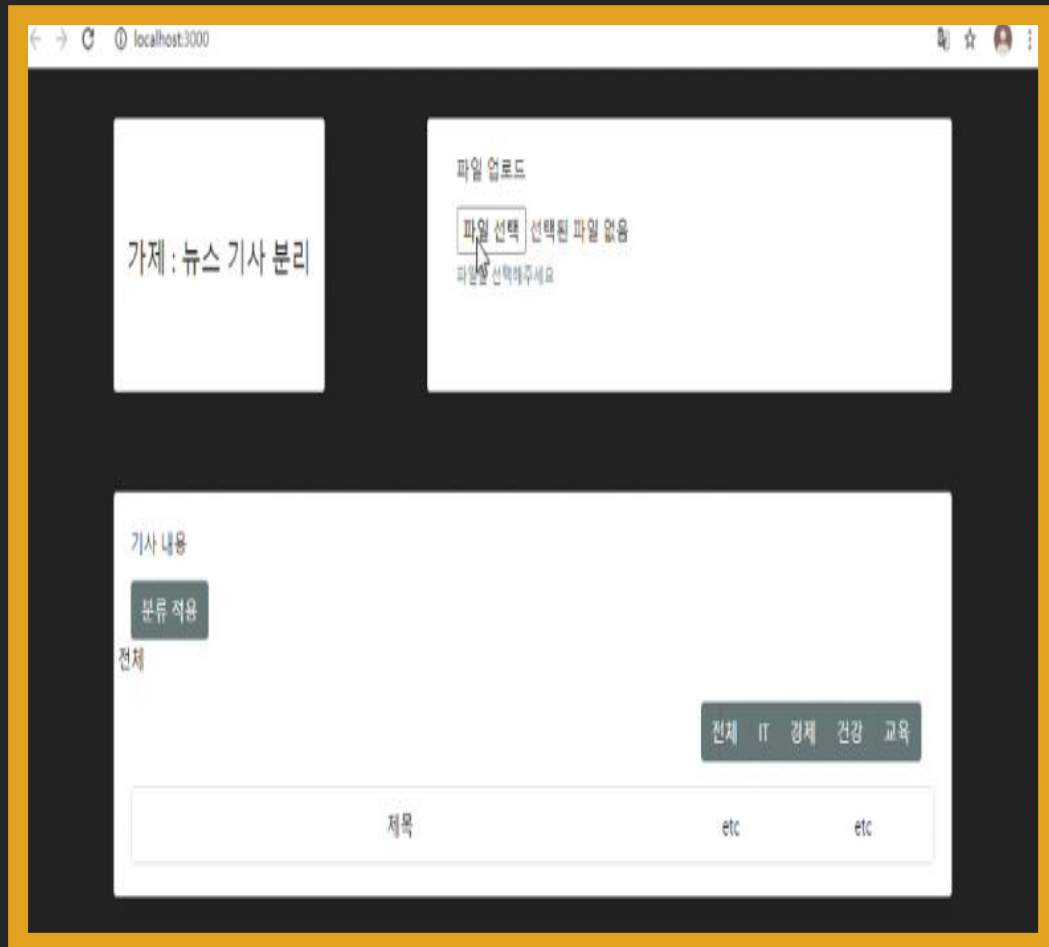 localhost:3000
가제 : 뉴스 기사 분리
파일 업로드
파일 선택 선택된 파일 없음
파일을 선택해주세요
기사 내용
분류 적용
전체
전체 IT 경제 건강 교육
제목 etc etc